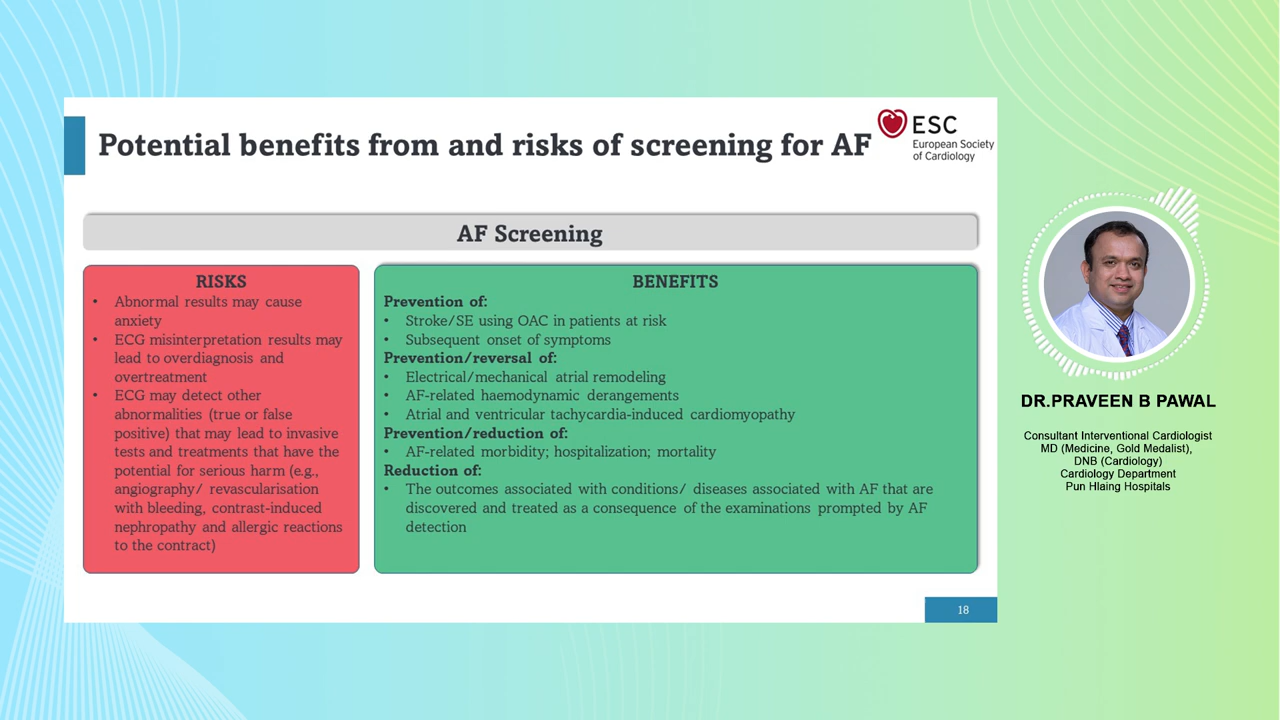 Potential benefits from and risks of screening for AF
ESC
European Society
of Cardiology
AF Screening
RISKS
• Abnormal results may cause
anxiety
• ECG misinterpretation results may
lead to overdiagnosis and
overtreatment
• ECG may detect other
abnormalities (true or false
positive) that may lead to invasive
tests and treatments that have the
potential for serious harm (e.g.,
angiography/ revascularisation
with bleeding, contrast-induced
nephropathy and allergic reactions
to the contract)
BENEFITS
Prevention of:
• Stroke/SE using OAC in patients at risk
• Subsequent onset of symptoms
Prevention/reversal of:
• Electrical/mechanical atrial remodeling
• AF-related haemodynamic derangements
• Atrial and ventricular tachycardia-induced cardiomyopathy
Prevention/reduction of:
• AF-related morbidity; hospitalization; mortality
Reduction of:
• The outcomes associated with conditions/ diseases associated with AF that are
discovered and treated as a consequence of the examinations prompted by AF
detection
18
DR.PRAVEEN B PAWAL
Consultant Interventional Cardiologist
MD (Medicine, Gold Medalist),
DNB (Cardiology)
Cardiology Department
Pun Hlaing Hospitals